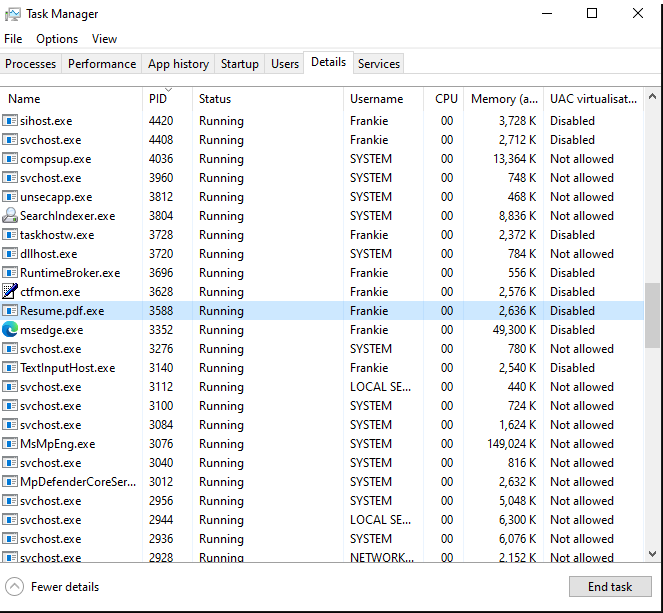 Task Manager
File Options View
Processes Performance App history Startup Users Details Services
Name PID Status Username CPU Memory (a... UAC virtualisat...
sihost.exe 4420 Running Frankie 00 3,728 K Disabled
svchost.exe 4408 Running Frankie 00 2,712 K Disabled
compsup.exe 4036 Running SYSTEM 00 13,364 K Not allowed
svchost.exe 3960 Running SYSTEM 00 748 K Not allowed
unsecapp.exe 3812 Running SYSTEM 00 468 K Not allowed
SearchIndexer.exe 3804 Running SYSTEM 00 8,836 K Not allowed
taskhostw.exe 3728 Running Frankie 00 2,372 K Disabled
dllhost.exe 3720 Running SYSTEM 00 784 K Not allowed
RuntimeBroker.exe 3696 Running Frankie 00 556 K Disabled
ctfmon.exe 3628 Running Frankie 00 2,576 K Disabled
Resume.pdf.exe 3588 Running Frankie 00 2,636 K Disabled
msedge.exe 3352 Running Frankie 00 49,300 K Disabled
svchost.exe 3276 Running SYSTEM 00 780 K Not allowed
TextInputHost.exe 3140 Running Frankie 00 2,540 K Disabled
svchost.exe 3112 Running LOCAL SE... 00 440 K Not allowed
svchost.exe 3100 Running SYSTEM 00 724 K Not allowed
svchost.exe 3084 Running SYSTEM 00 1,624 K Not allowed
MsMpEng.exe 3076 Running SYSTEM 00 149,024 K Not allowed
svchost.exe 3040 Running SYSTEM 00 816 K Not allowed
MpDefenderCoreSer... 3012 Running SYSTEM 00 2,632 K Not allowed
svchost.exe 2956 Running SYSTEM 00 5,048 K Not allowed
svchost.exe 2944 Running LOCAL SE... 00 6,300 K Not allowed
svchost.exe 2936 Running SYSTEM 00 6,076 K Not allowed
svchost.exe 2928 Running NETWORK... 00 2,152 K Not allowed
Fewer details End task